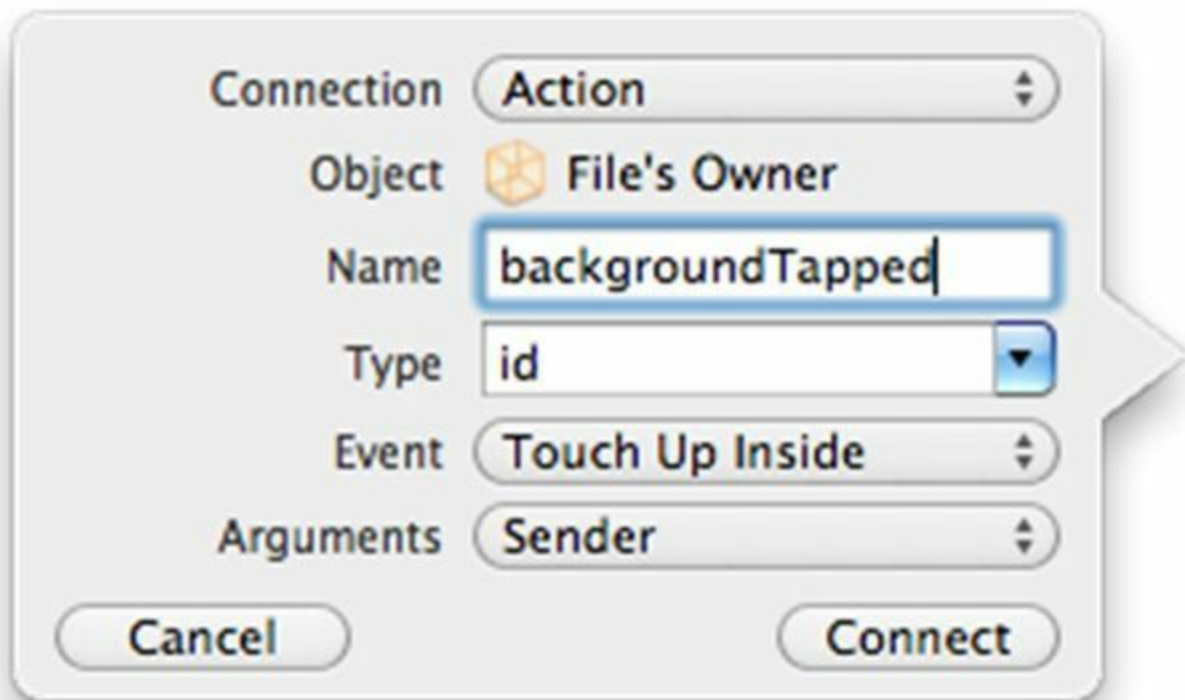 Connection Action
Object File's Owner
Name backgroundTapped
Type id
Event Touch Up Inside
Arguments Sender
Cancel Connect